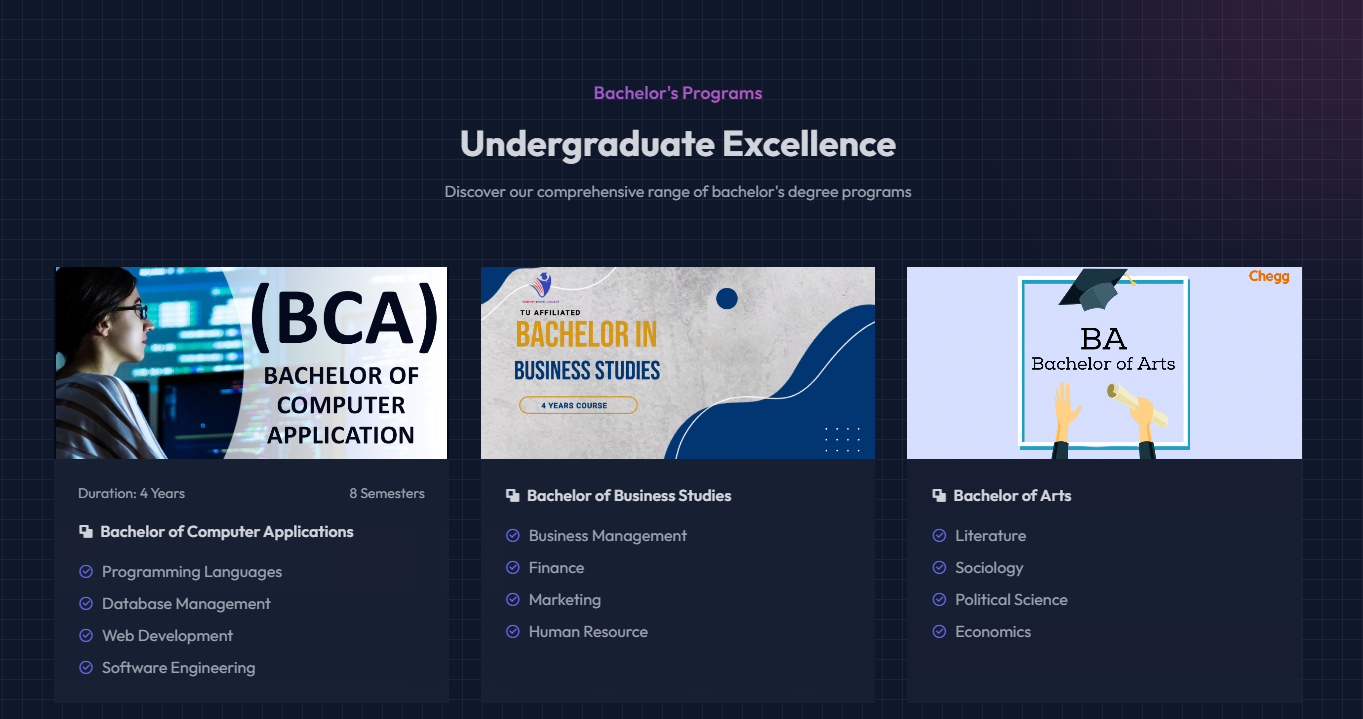 Bachelor's Programs
Undergraduate Excellence
Discover our comprehensive range of bachelor's degree programs
(BCA)
BACHELOR OF
COMPUTER
APPLICATION
Duration: 4 Years
8 Semesters
Bachelor of Computer Applications
Programming Languages
Database Management
Web Development
Software Engineering
TU AFFILIATED
BACHELOR IN
BUSINESS STUDIES
4 YEARS COURSE
Bachelor of Business Studies
Business Management
Finance
Marketing
Human Resource
Chegg
BA
Bachelor of Arts
Bachelor of Arts
Literature
Sociology
Political Science
Economics